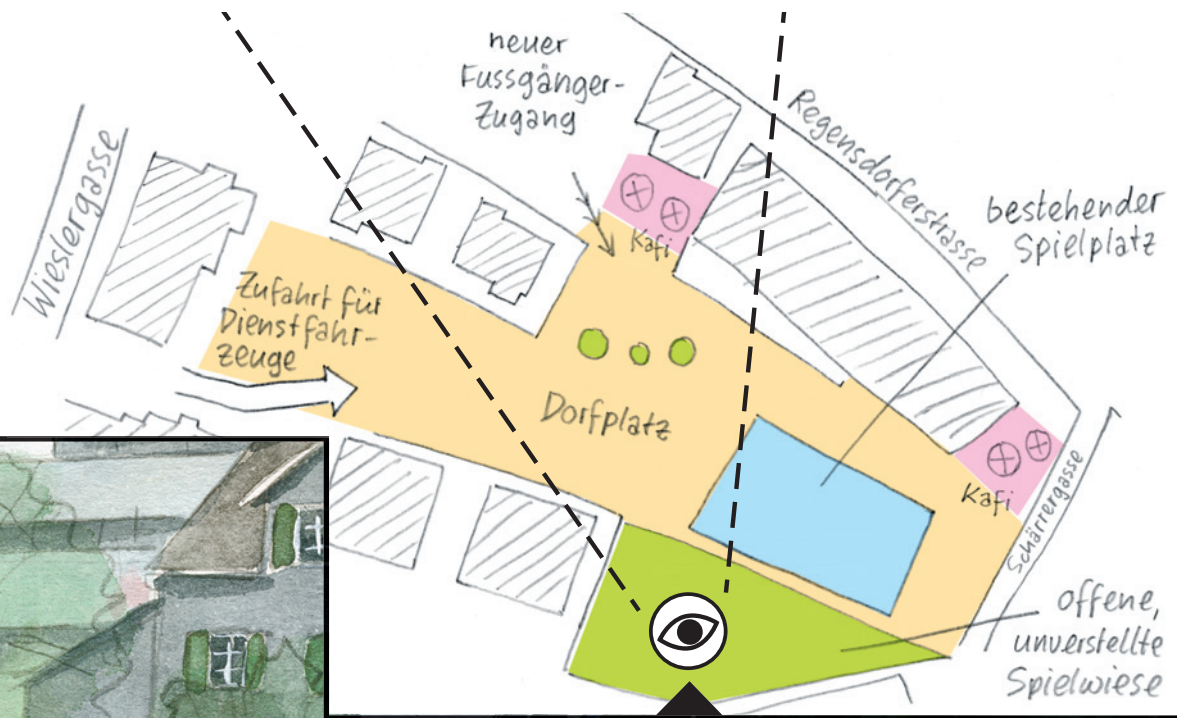 neuer
Fussgänger-
Zugang
Regensdorferstrasse
bestehender
Spielplatz
Wieslergasse
Kafi
Zufahrt für
Dienstfahr-
zeuge
Dorfplatz
Kafi
Schärrergasse
offene,
unverstellte
Spielwiese